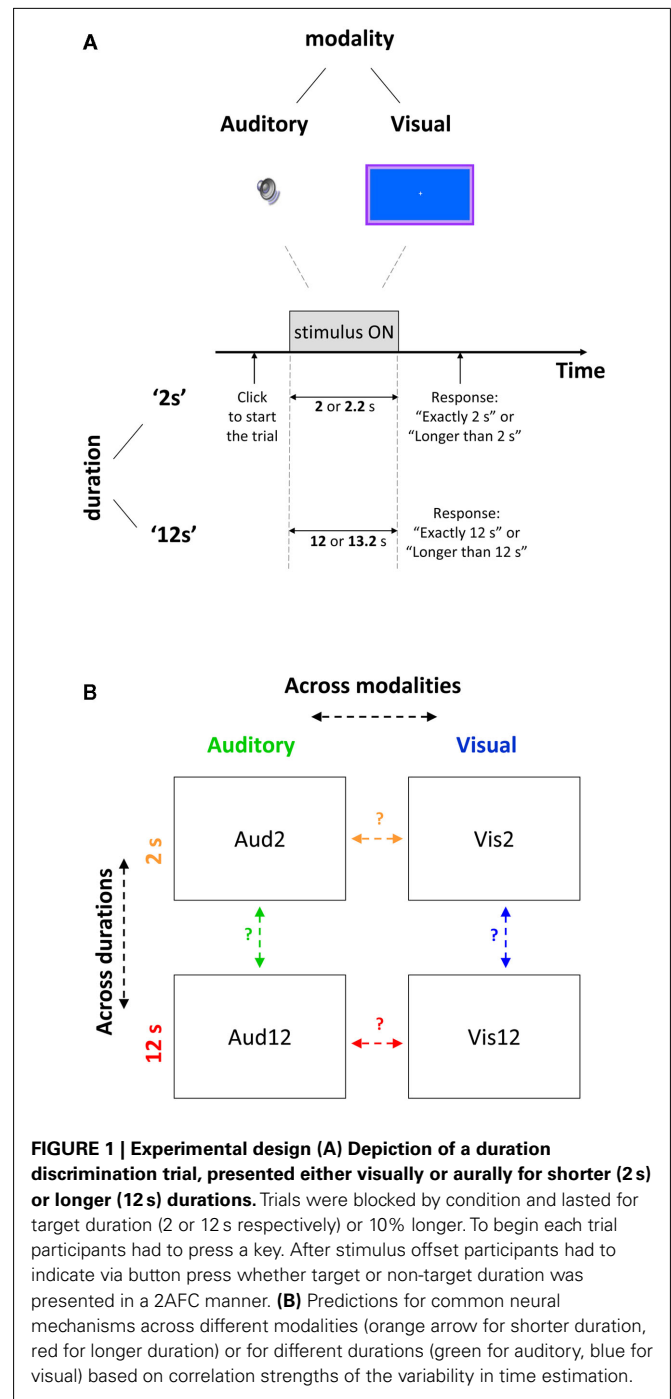 A
modality
Auditory Visual
stimulus ON
Time
'2s'
Click
to start
the trial
2 or 2.2 s
Response:
"Exactly 2 s" or
"Longer than 2 s"
duration
'12s'
12 or 13.2 s
Response:
"Exactly 12 s" or
"Longer than 12 s"
B
Across modalities
Auditory Visual
2 s
Aud2
?
Vis2
Across durations
?
?
12 s
Aud12
?
Vis12
FIGURE 1 | Experimental design (A) Depiction of a duration
discrimination trial, presented either visually or aurally for shorter (2 s)
or longer (12 s) durations. Trials were blocked by condition and lasted for
target duration (2 or 12 s respectively) or 10% longer. To begin each trial
participants had to press a key. After stimulus offset participants had to
indicate via button press whether target or non-target duration was
presented in a 2AFC manner. (B) Predictions for common neural
mechanisms across different modalities (orange arrow for shorter duration,
red for longer duration) or for different durations (green for auditory, blue for
visual) based on correlation strengths of the variability in time estimation.